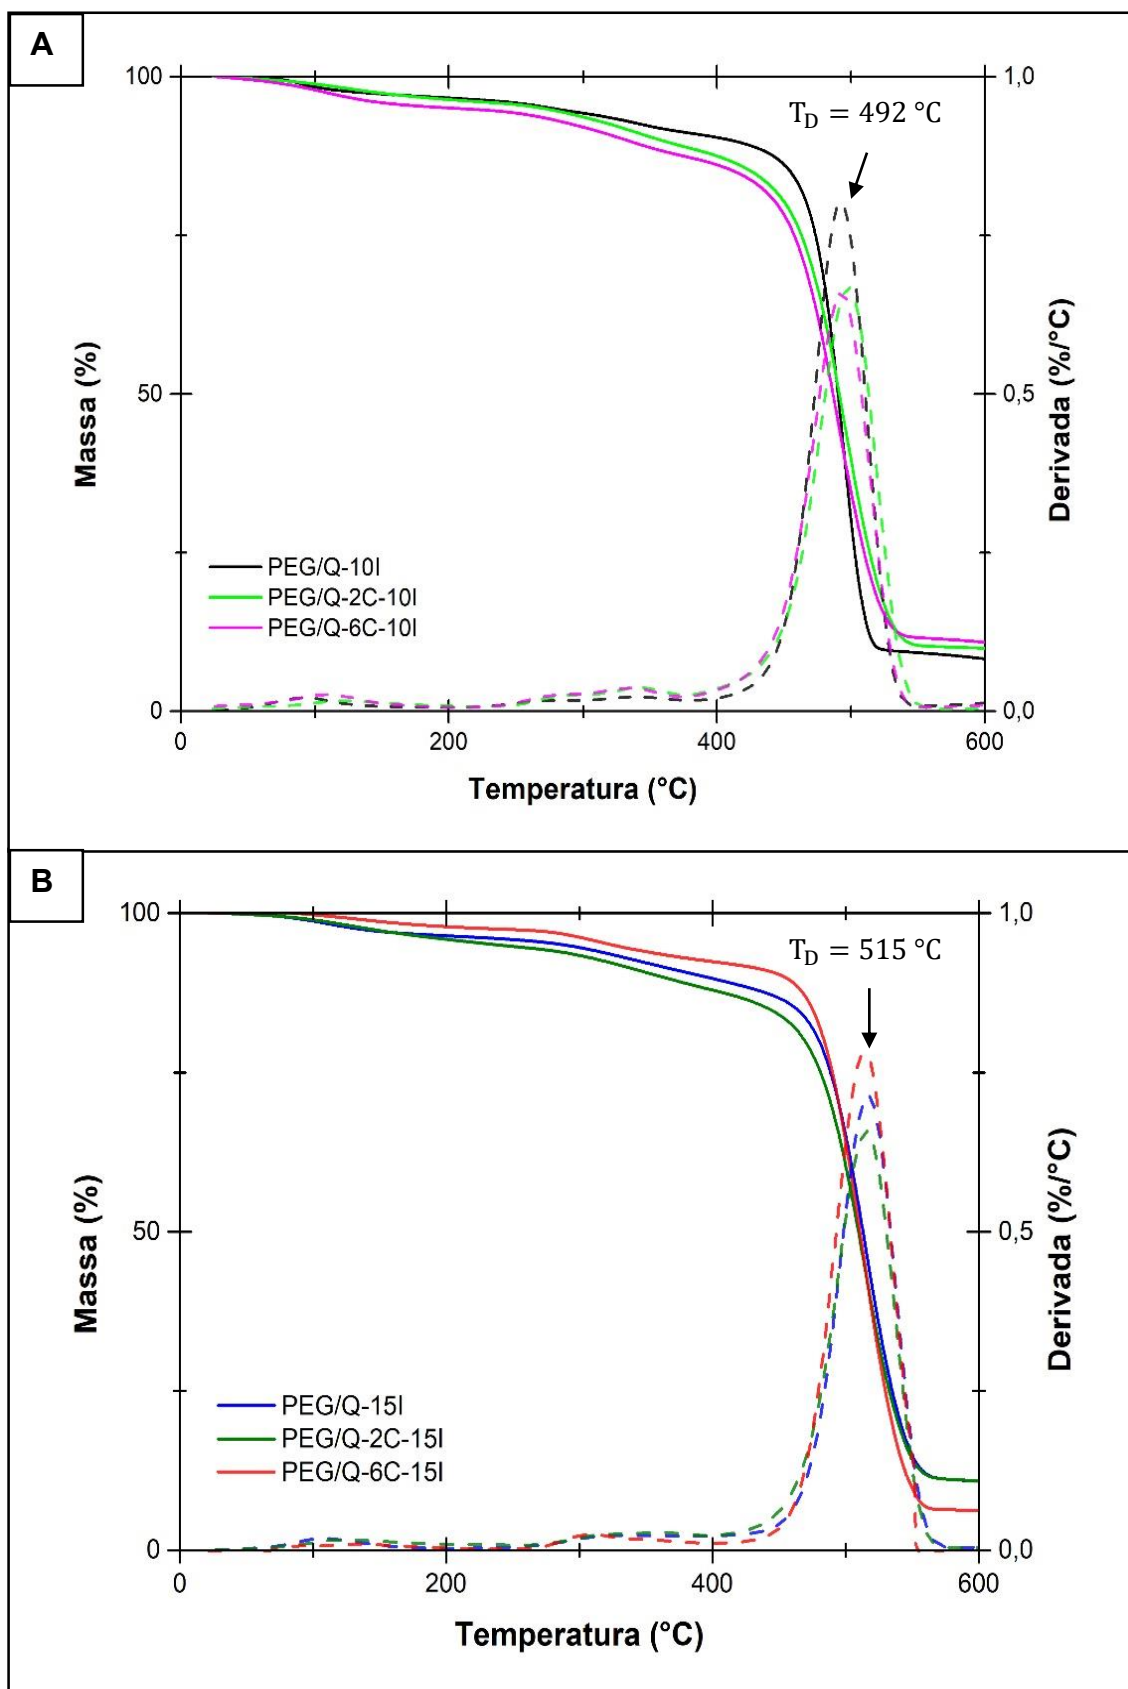 A
T_D = 492 °C
100
1,0
50
0,5
0
0,0
Massa (%)
Derivada (%/°C)
PEG/Q-10I
PEG/Q-2C-10I
PEG/Q-6C-10I
0
200
400
600
Temperatura (°C)
B
T_D = 515 °C
100
1,0
50
0,5
0
0,0
Massa (%)
Derivada (%/°C)
PEG/Q-15I
PEG/Q-2C-15I
PEG/Q-6C-15I
0
200
400
600
Temperatura (°C)